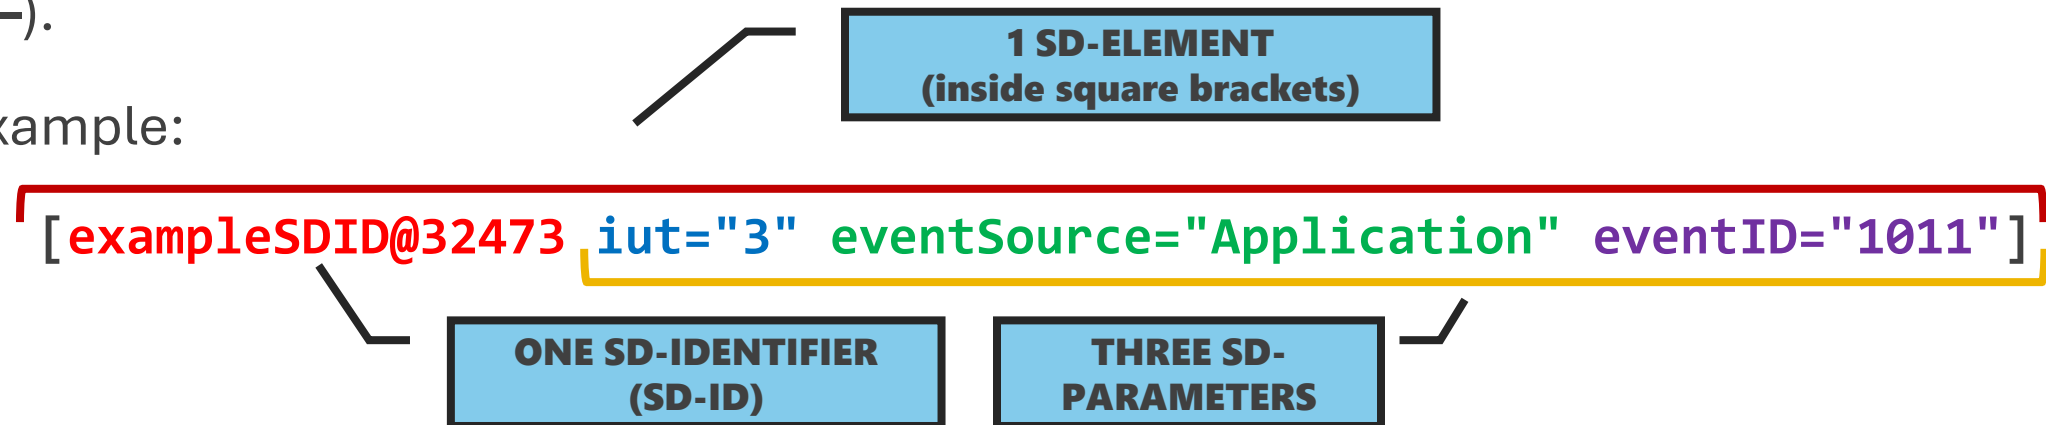 –).
1 SD-ELEMENT
(inside square brackets)
xample:
[exampleSDID@32473 iut="3" eventSource="Application" eventID="1011"]
ONE SD-IDENTIFIER
(SD-ID)
THREE SD-
PARAMETERS